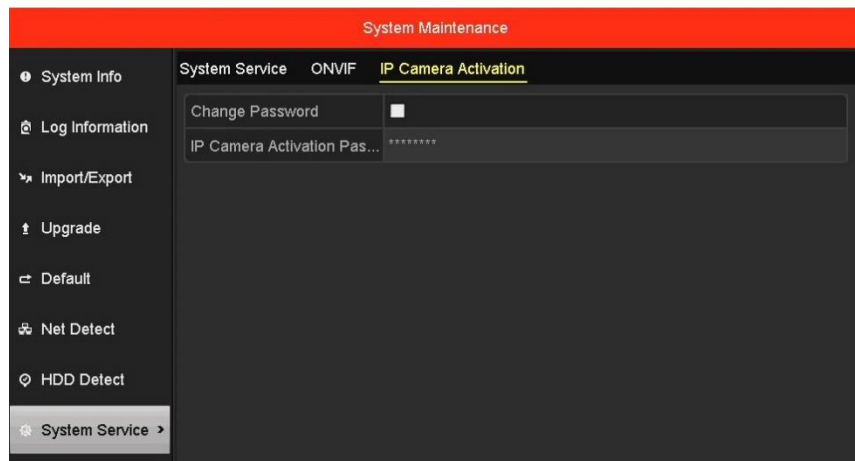 System Maintenance
System Info
Log Information
Import/Export
Upgrade
Default
Net Detect
HDD Detect
System Service >
System Service ONVIF IP Camera Activation
Change Password
IP Camera Activation Pas... ********